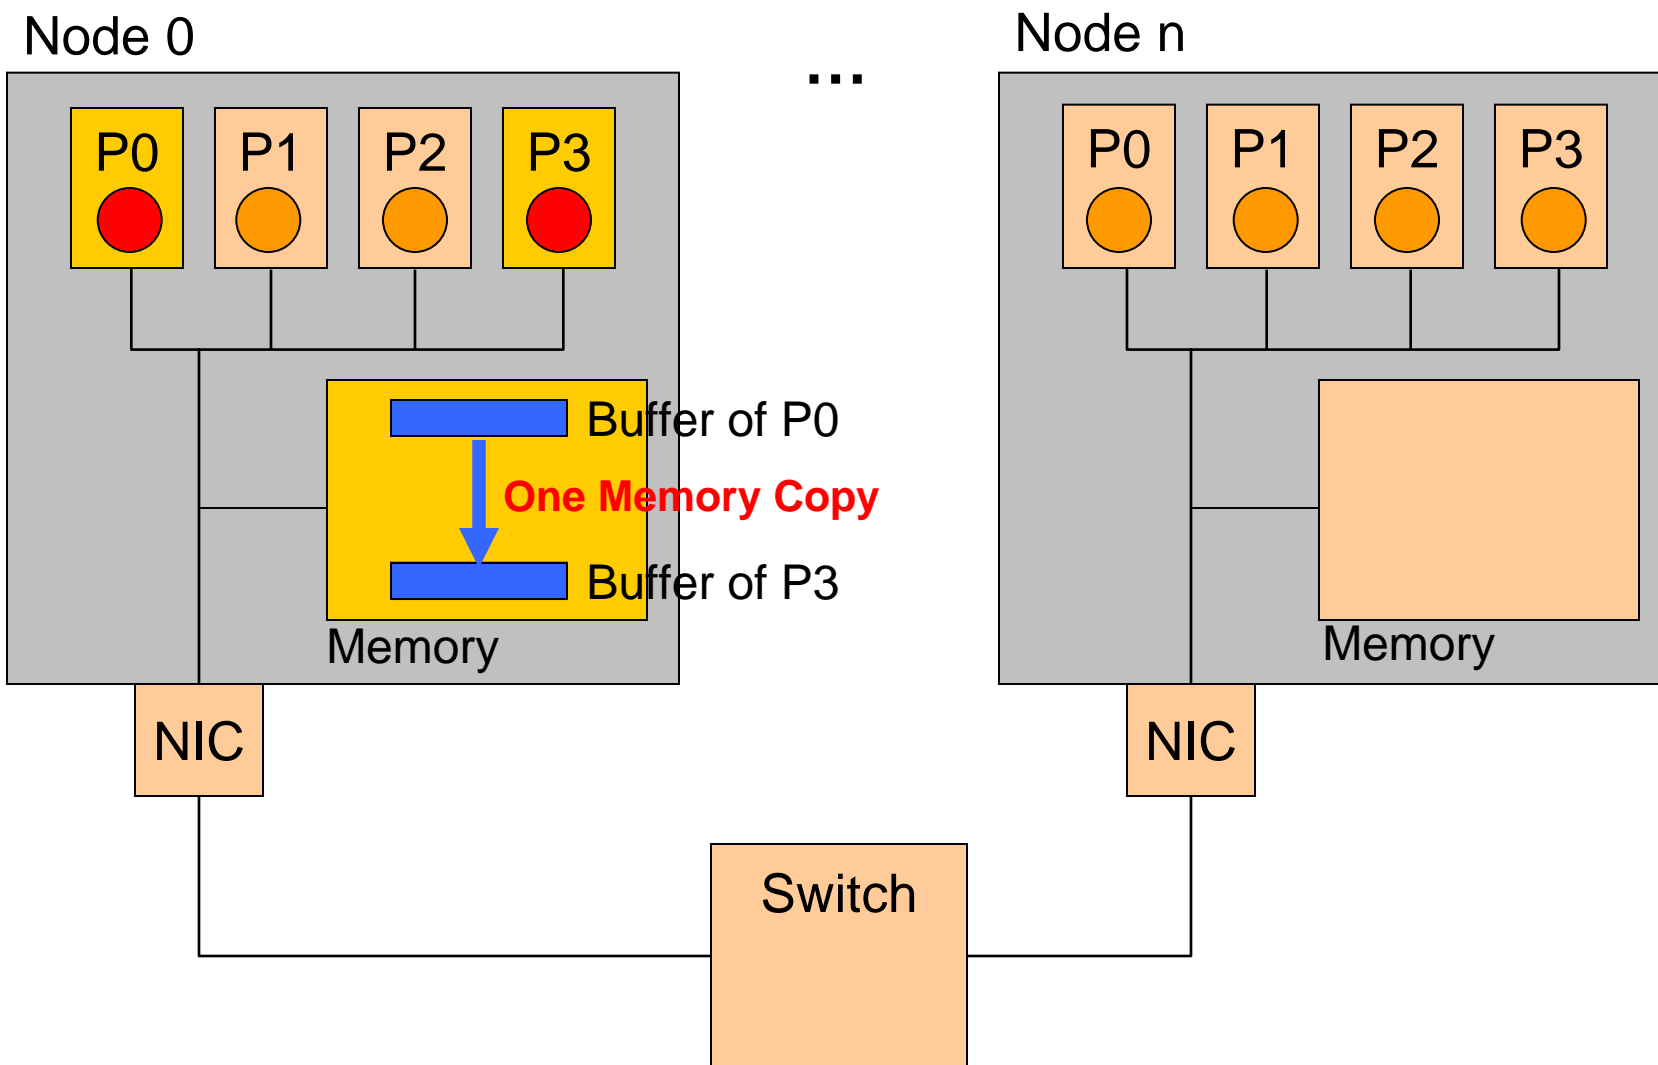 Node 0
...
Node n
P0 P1 P2 P3
P0 P1 P2 P3
Buffer of P0
One Memory Copy
Buffer of P3
Memory
Memory
NIC
NIC
Switch